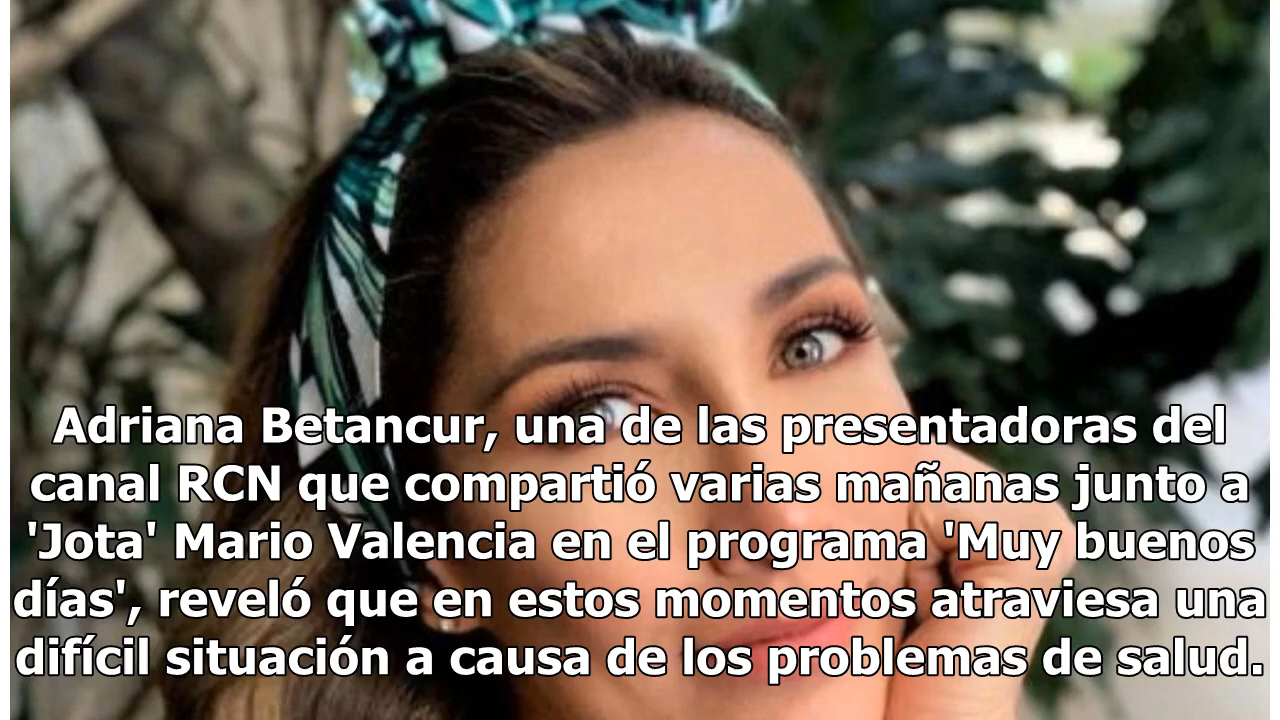 Adriana Betancur, una de las presentadoras del
canal RCN que compartió varias mañanas junto a
'Jota' Mario Valencia en el programa 'Muy buenos
días', reveló que en estos momentos atraviesa una
difícil situación a causa de los problemas de salud.